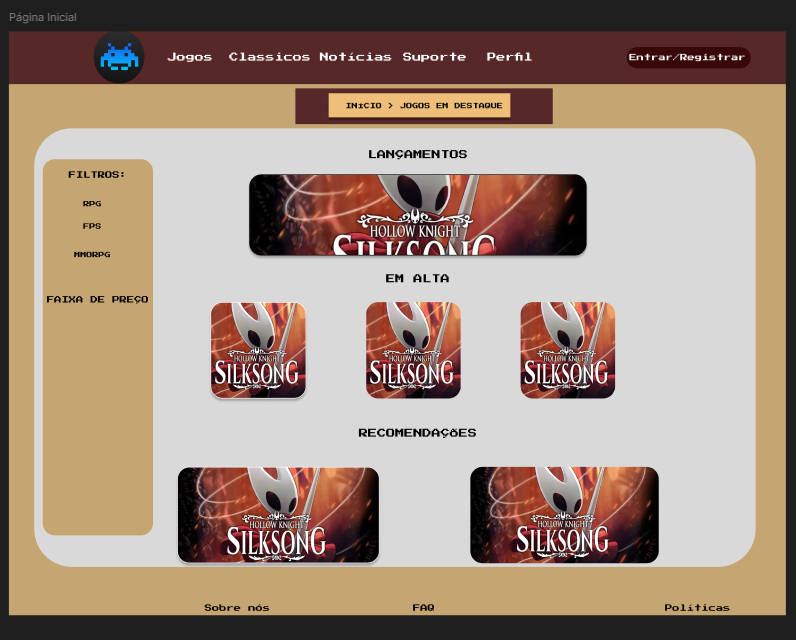 Página Inicial
Jogos Classicos Notícias Suporte Perfil Entrar/Registrar
INíCIO > JOGOS EM DESTAQUE
FILTROS:
RPG
FPS
MMORPG
FAIXA DE PREÇO
LANÇAMENTOS
HOLLOW KNIGHT
SILKSONG
EM ALTA
HOLLOW KNIGHT
SILKSONG
HOLLOW KNIGHT
SILKSONG
HOLLOW KNIGHT
SILKSONG
RECOMENDAÇÕES
HOLLOW KNIGHT
SILKSONG
HOLLOW KNIGHT
SILKSONG
Sobre nós FAQ Políticas